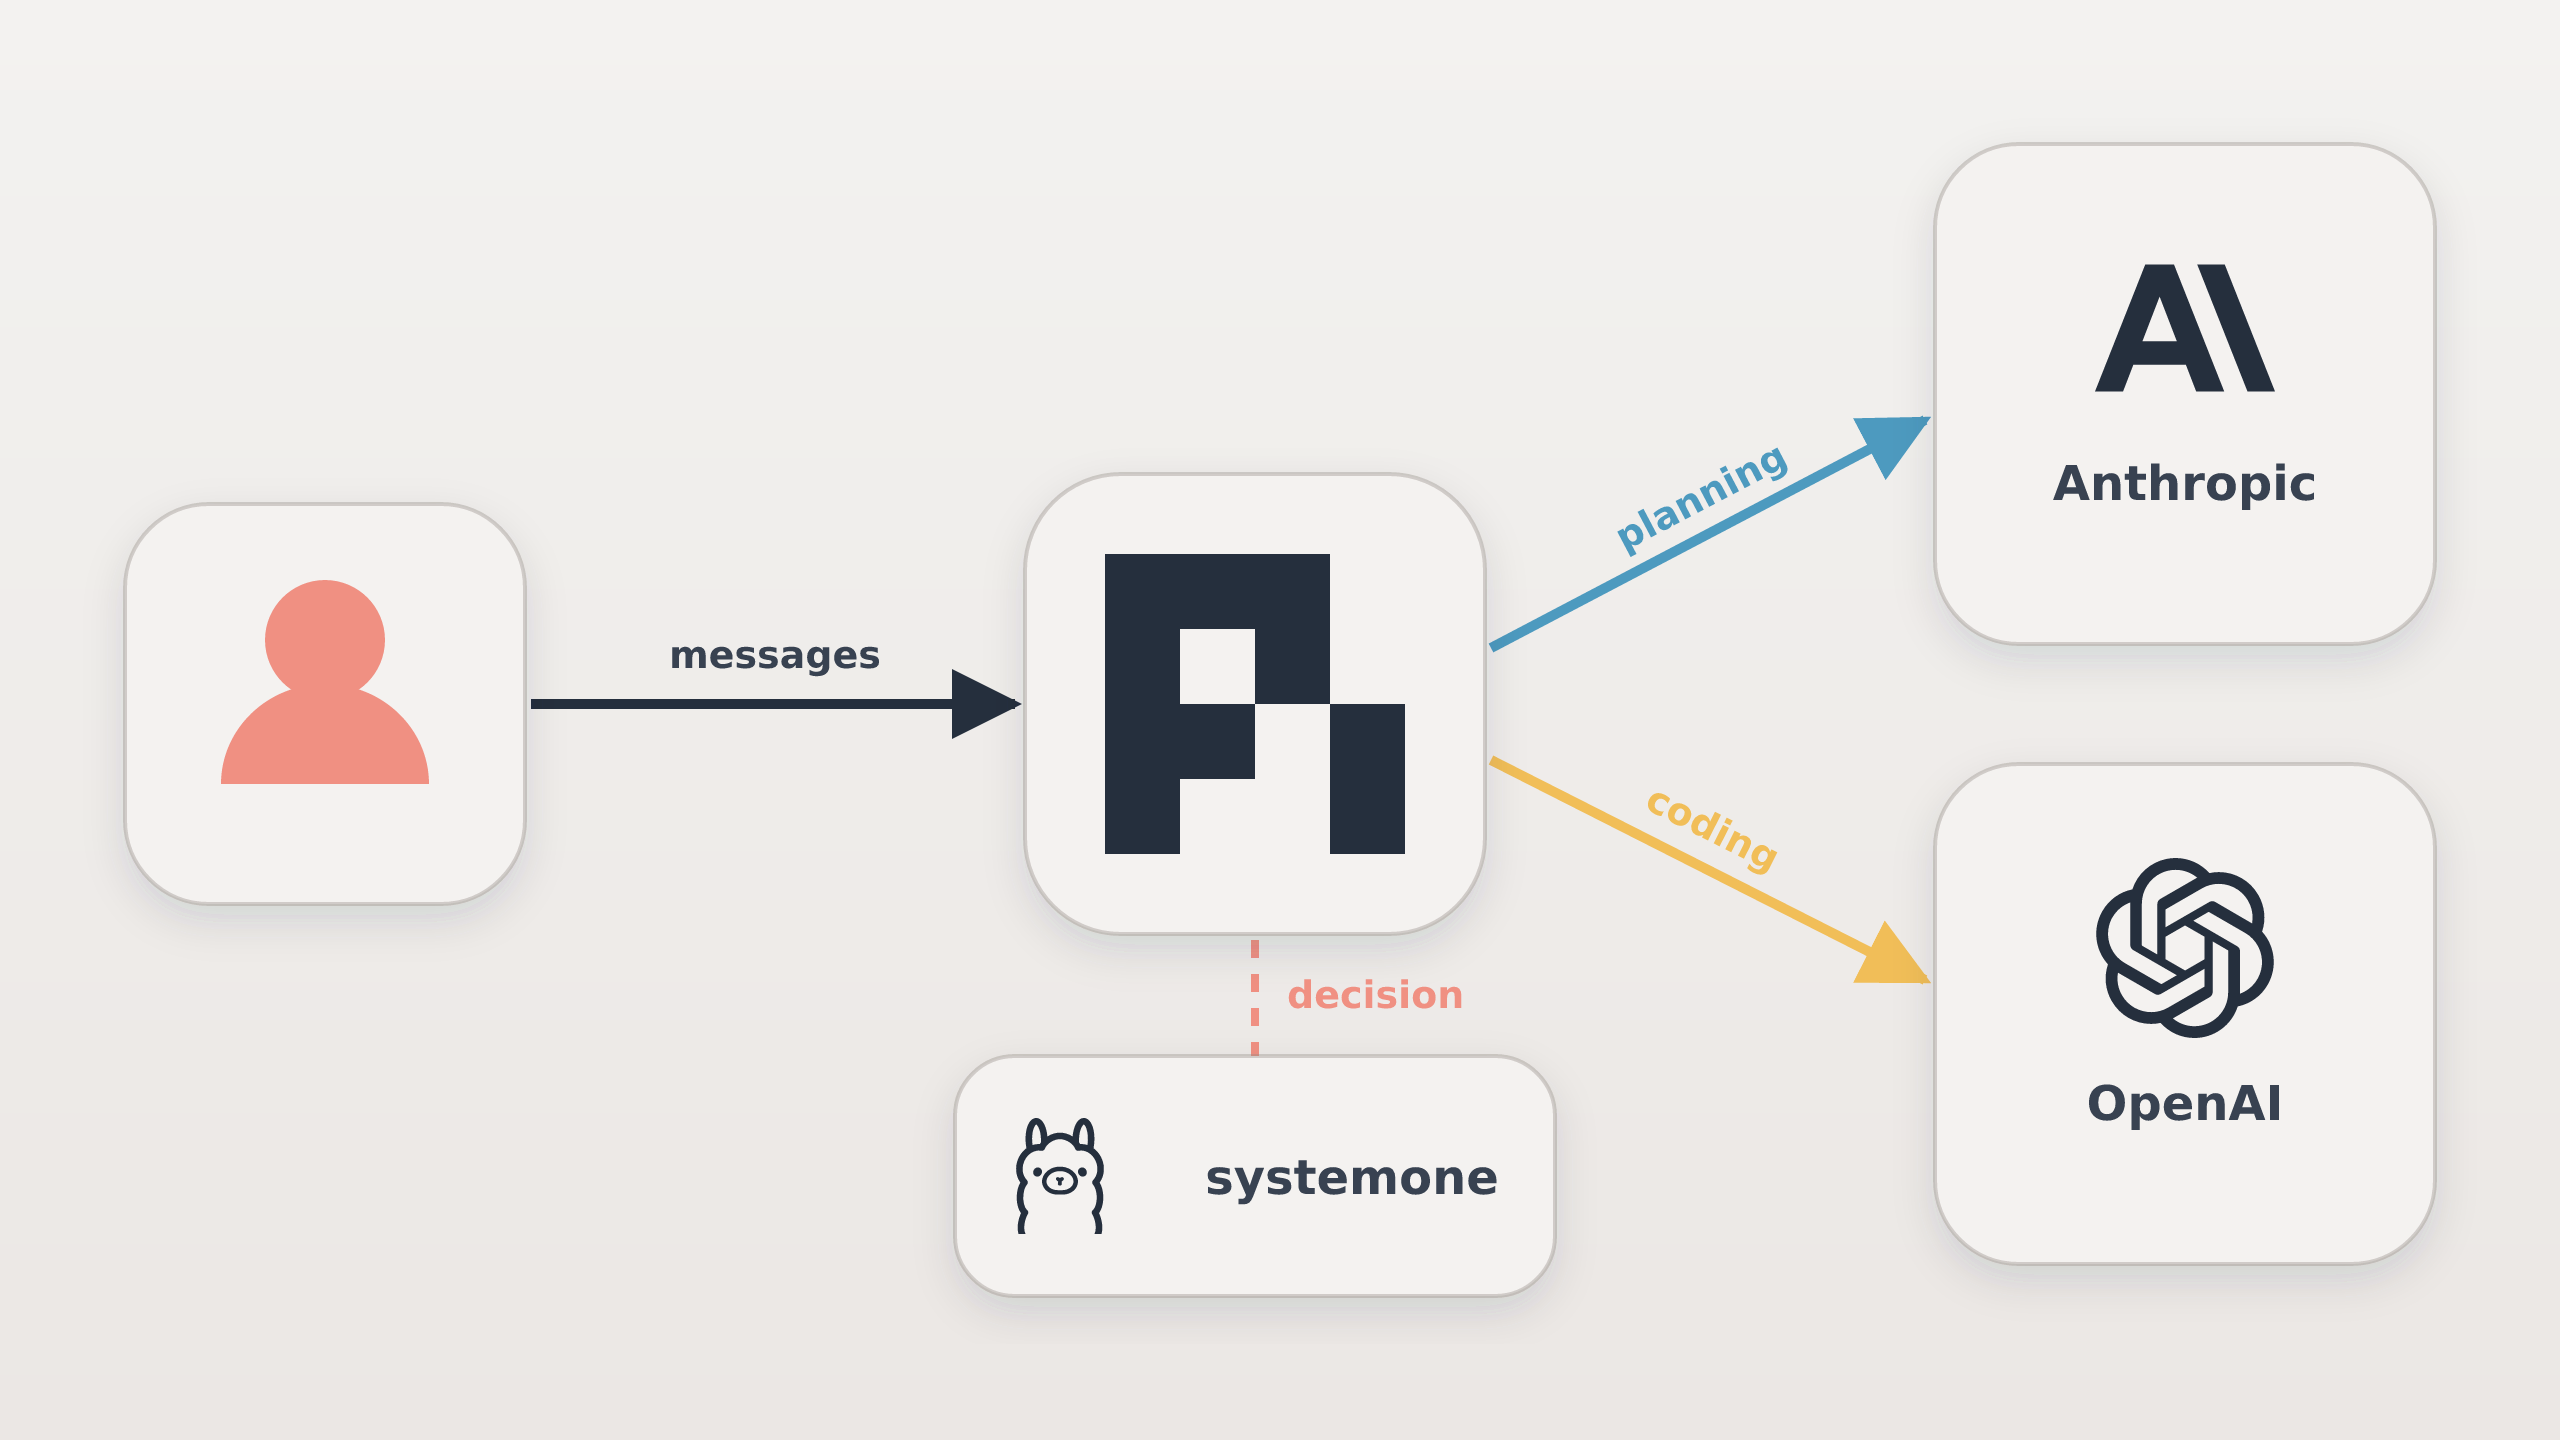 messages
planning
Anthropic
coding
OpenAI
decision
systemone